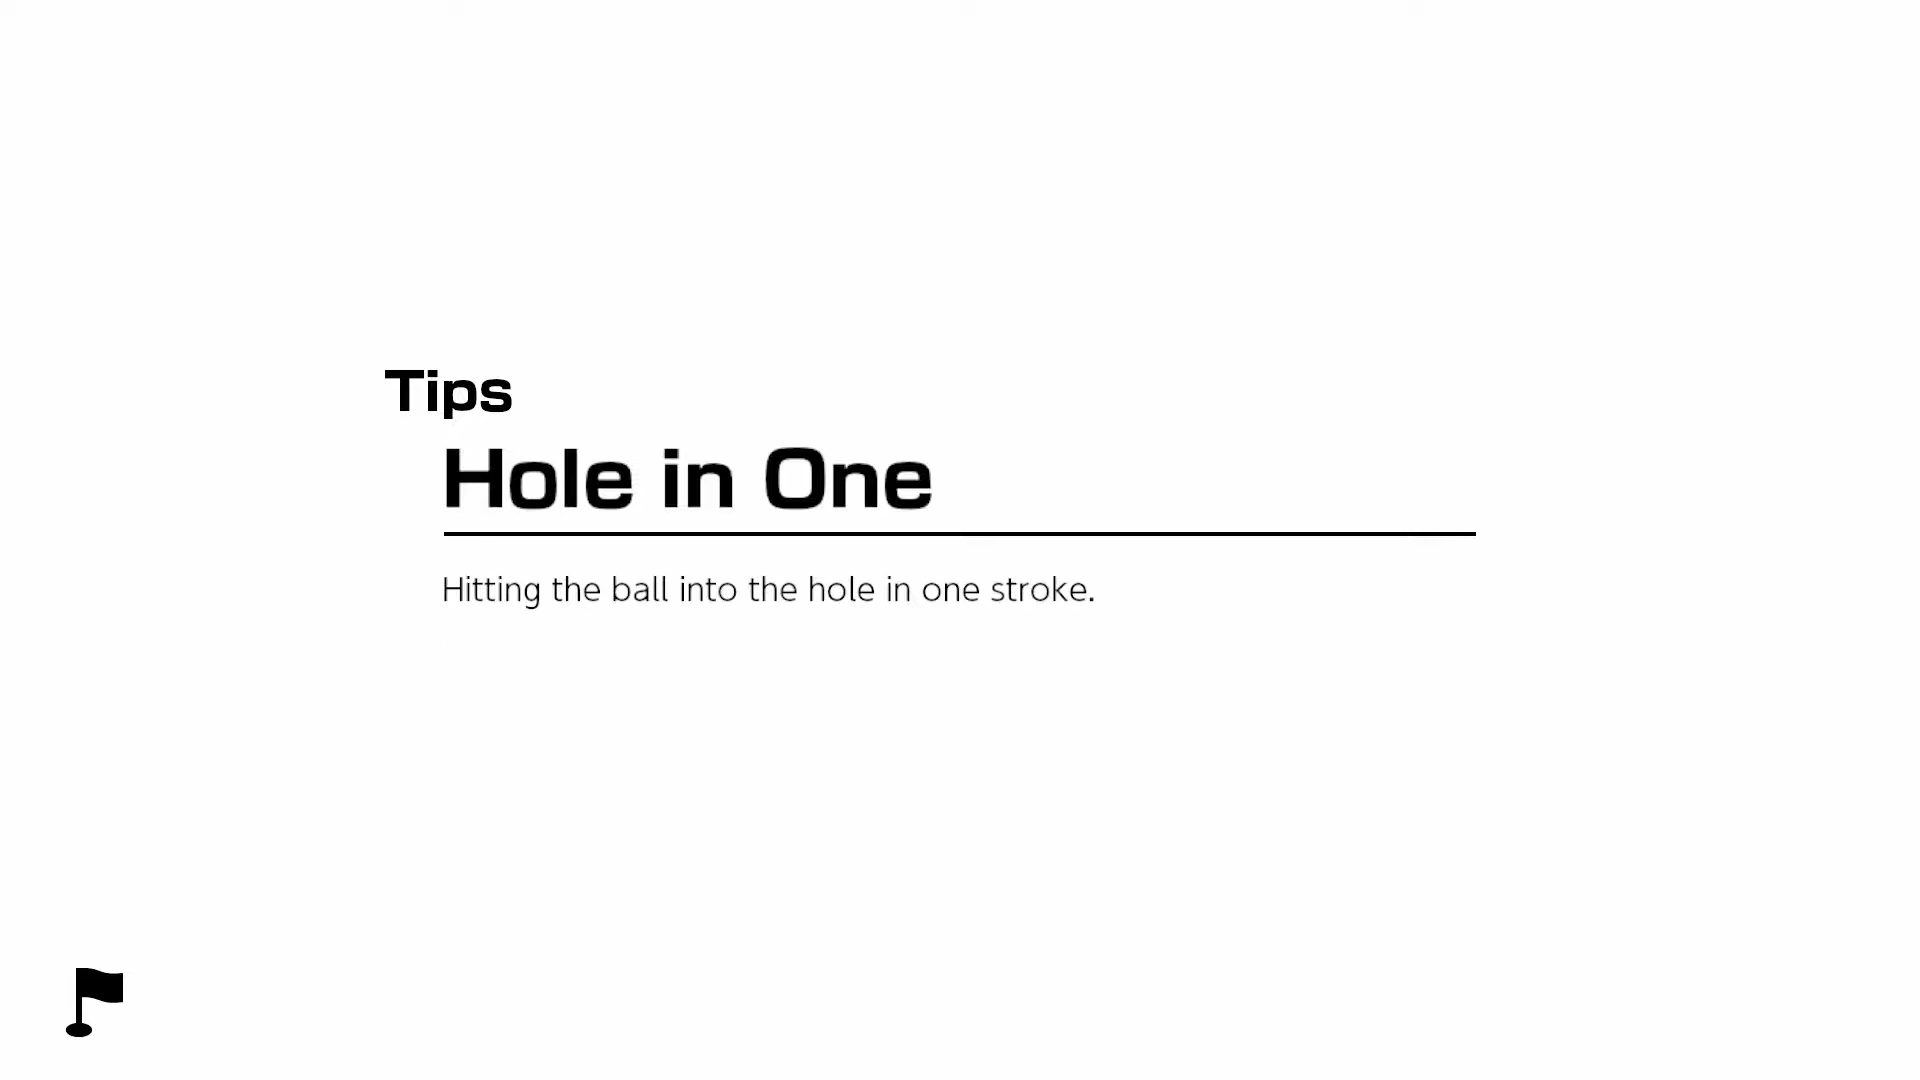 Tips
Hole in One
Hitting the ball into the hole in one stroke.